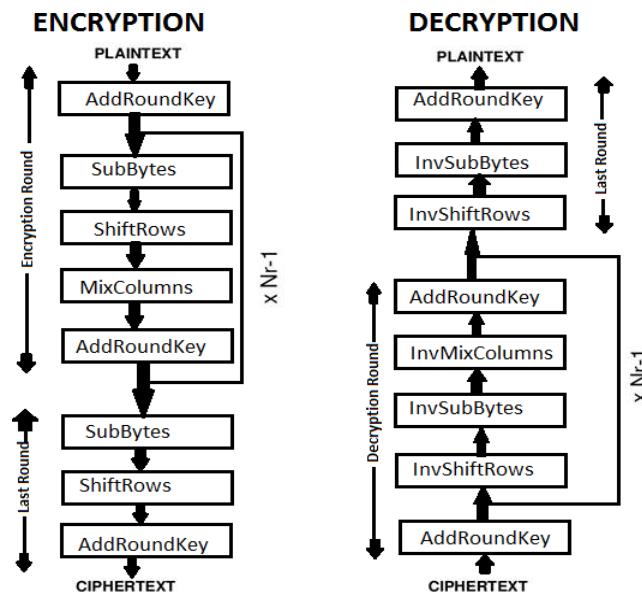 ENCRYPTION
PLAINTEXT
AddRoundKey
SubBytes
ShiftRows
MixColumns
AddRoundKey
SubBytes
ShiftRows
AddRoundKey
CIPHERTEXT
Encryption Round
Last Round
x Nr-1
DECRYPTION
PLAINTEXT
AddRoundKey
InvSubBytes
InvShiftRows
AddRoundKey
InvMixColumns
InvSubBytes
InvShiftRows
AddRoundKey
CIPHERTEXT
Last Round
Decryption Round
x Nr-1